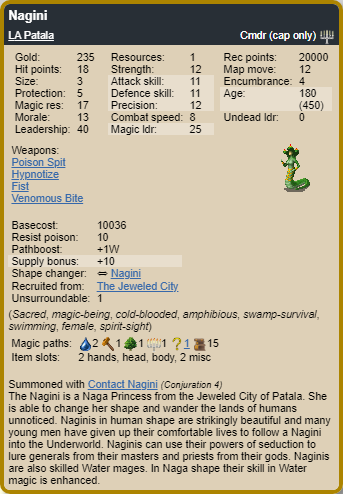 Nagini
LA Patala Cmdr (cap only)
Gold: 235 Resources: 1 Rec points: 20000
Hit points: 18 Strength: 12 Map move: 12
Size: 3 Attack skill: 11 Encumbrance: 4
Protection: 5 Defence skill: 11 Age: 180
Magic res: 17 Precision: 12 (450)
Morale: 13 Combat speed: 8 Undead ldr: 0
Leadership: 40 Magic ldr: 25
Weapons:
Poison Spit
Hypnotize
Fist
Venomous Bite
Basecost: 10036
Resist poison: 10
Pathboost: +1W
Supply bonus: +10
Shape changer: ⇔ Nagini
Recruited from: The Jeweled City
Unsurroundable: 1
(Sacred, magic-being, cold-blooded, amphibious, swamp-survival,
swimming, female, spirit-sight)
Magic paths: 2 1 1 1 ? 1 15
Item slots: 2 hands, head, body, 2 misc
Summoned with Contact Nagini (Conjuration 4)
The Nagini is a Naga Princess from the Jeweled City of Patala. She
is able to change her shape and wander the lands of humans
unnoticed. Naginis in human shape are strikingly beautiful and many
young men have given up their comfortable lives to follow a Nagini
into the Underworld. Naginis can use their powers of seduction to
lure generals from their masters and priests from their gods. Naginis
are also skilled Water mages. In Naga shape their skill in Water
magic is enhanced.